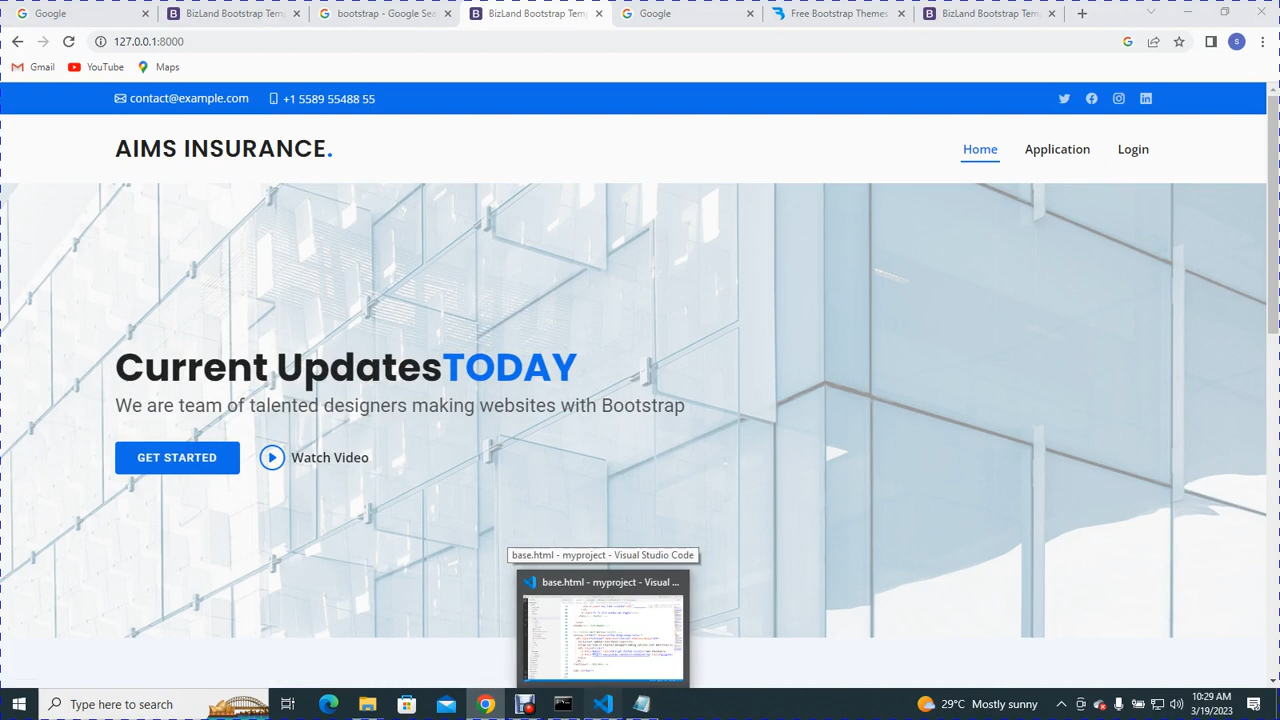 Google
BizLand Bootstrap Temp
bootstrap - Google Sea
BizLand Bootstrap Temp
Google
Free Bootstrap Themes
BizLand Bootstrap Temp
127.0.0.1:8000
S
Gmail
YouTube
Maps
contact@example.com
+1 5589 55488 55
AIMS INSURANCE.
Home
Application
Login
Current UpdatesTODAY
We are team of talented designers making websites with Bootstrap
GET STARTED
Watch Video
base.html - myproject - Visual Studio Code
base.html - myproject - Visual ...
Type here to search
Mostly sunny
10:29 AM
3/19/2023